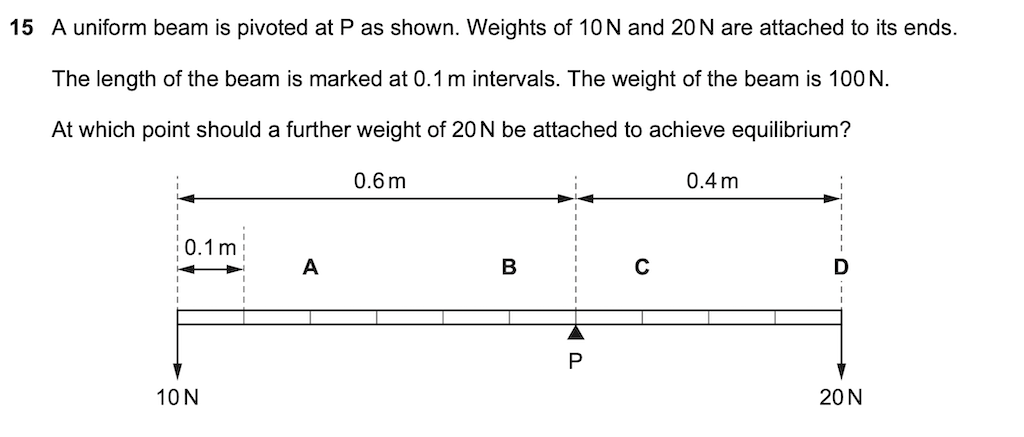 15 A uniform beam is pivoted at P as shown. Weights of 10 N and 20 N are attached to its ends.
The length of the beam is marked at 0.1 m intervals. The weight of the beam is 100 N.
At which point should a further weight of 20 N be attached to achieve equilibrium?
0.6 m 0.4 m
0.1 m
A B C D
P
10 N 20 N